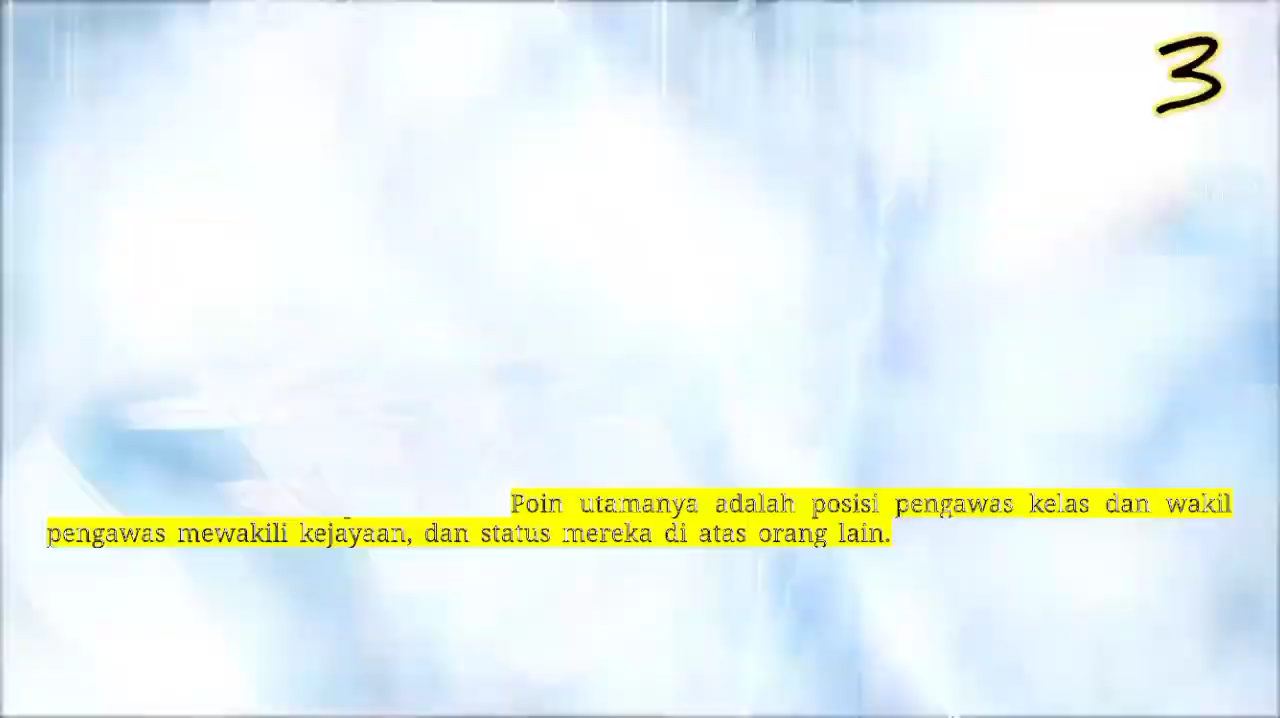 3
Poin utamanya adalah posisi pengawas kelas dan wakil
pengawas mewakili kejayaan, dan status mereka di atas orang lain.